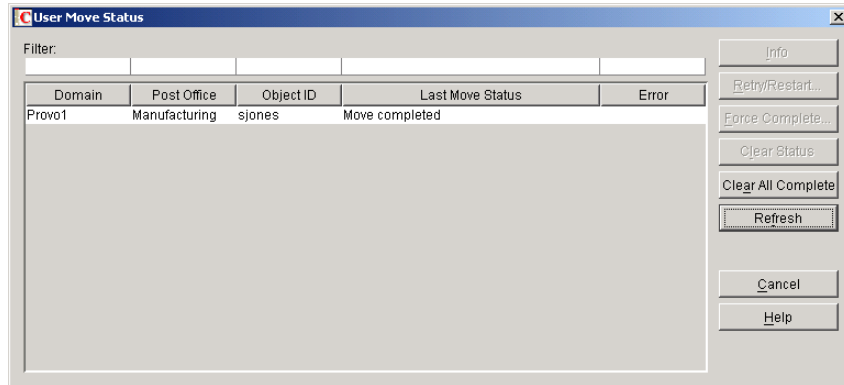 User Move Status
Filter:
Domain Post Office Object ID Last Move Status Error
Provo1 Manufacturing sjones Move completed
Info
Retry/Restart...
Force Complete...
Clear Status
Clear All Complete
Refresh
Cancel
Help